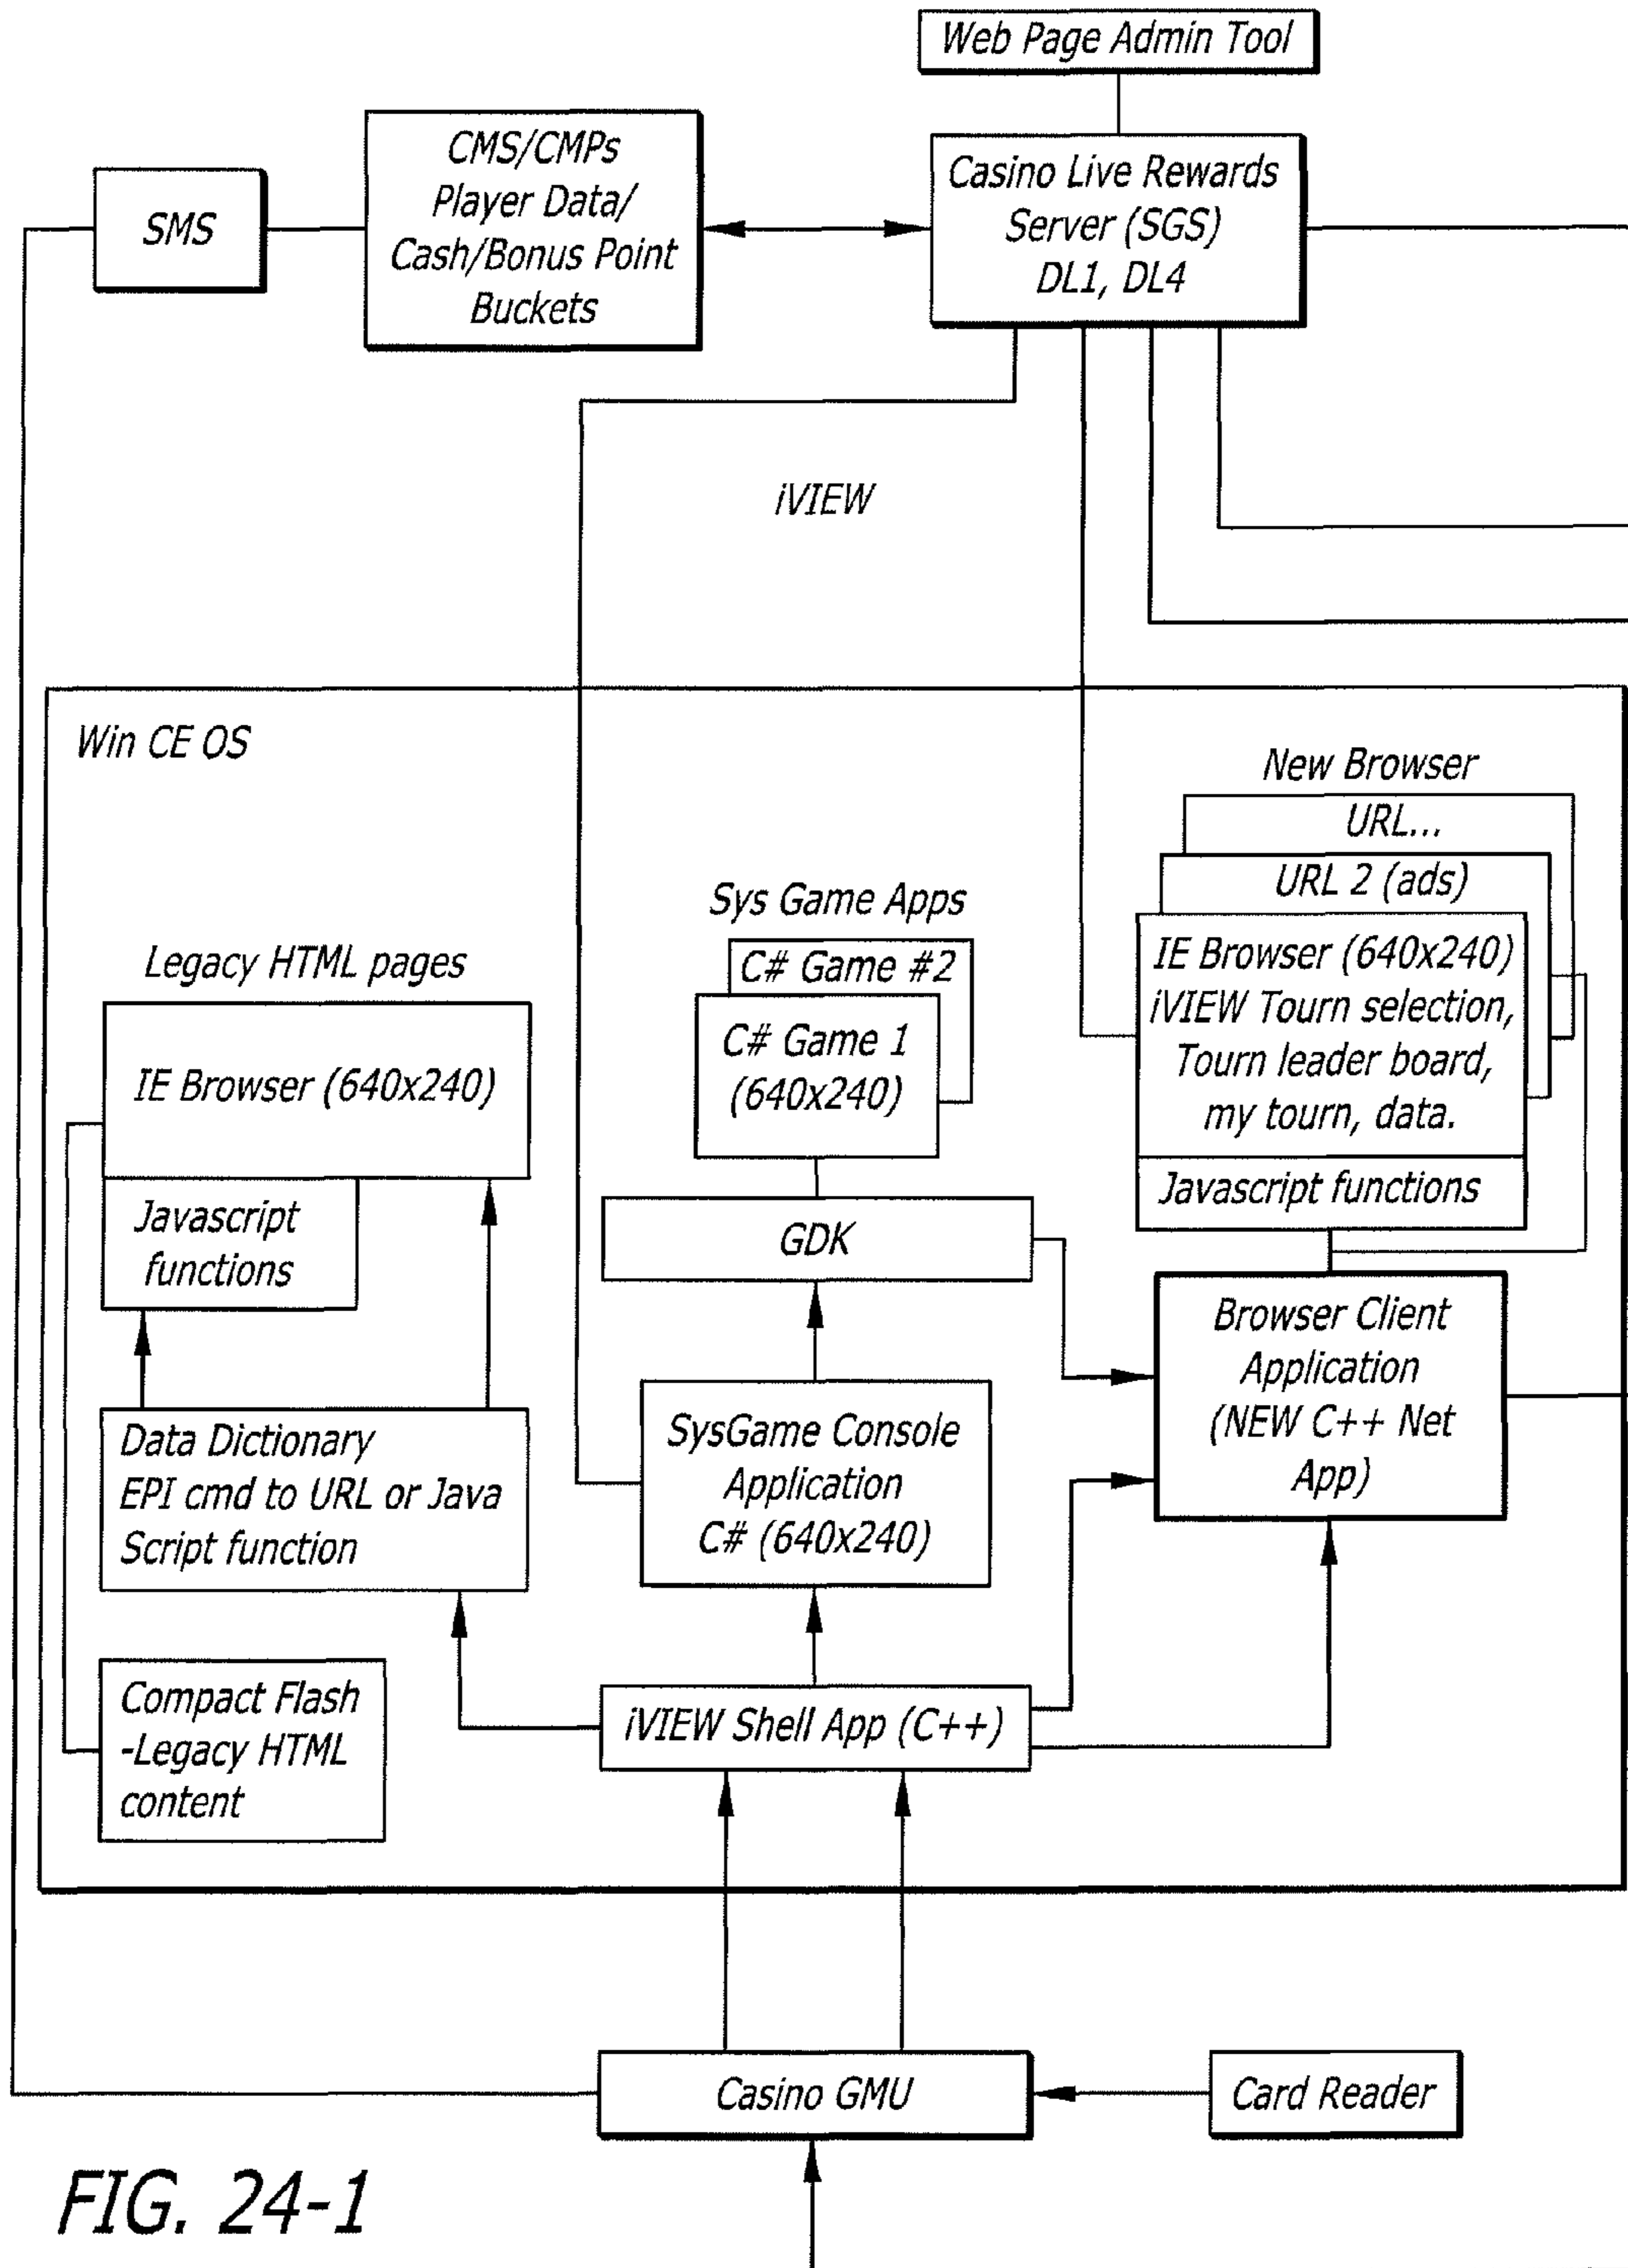 Web Page Admin Tool
SMS
CMS/CMPs
Player Data/
Cash/Bonus Point
Buckets
Casino Live Rewards
Server (SGS)
DL1, DL4
iVIEW
Win CE OS
Legacy HTML pages
IE Browser (640x240)
Javascript
functions
Data Dictionary
EPI cmd to URL or Java
Script function
Compact Flash
-Legacy HTML
content
Sys Game Apps
C# Game #2
C# Game 1
(640x240)
GDK
SysGame Console
Application
C# (640x240)
iVIEW Shell App (C++)
New Browser
URL...
URL 2 (ads)
IE Browser (640x240)
iVIEW Tourn selection,
Tourn leader board,
my tourn, data.
Javascript functions
Browser Client
Application
(NEW C++ Net
App)
Casino GMU
Card Reader
FIG. 24-1